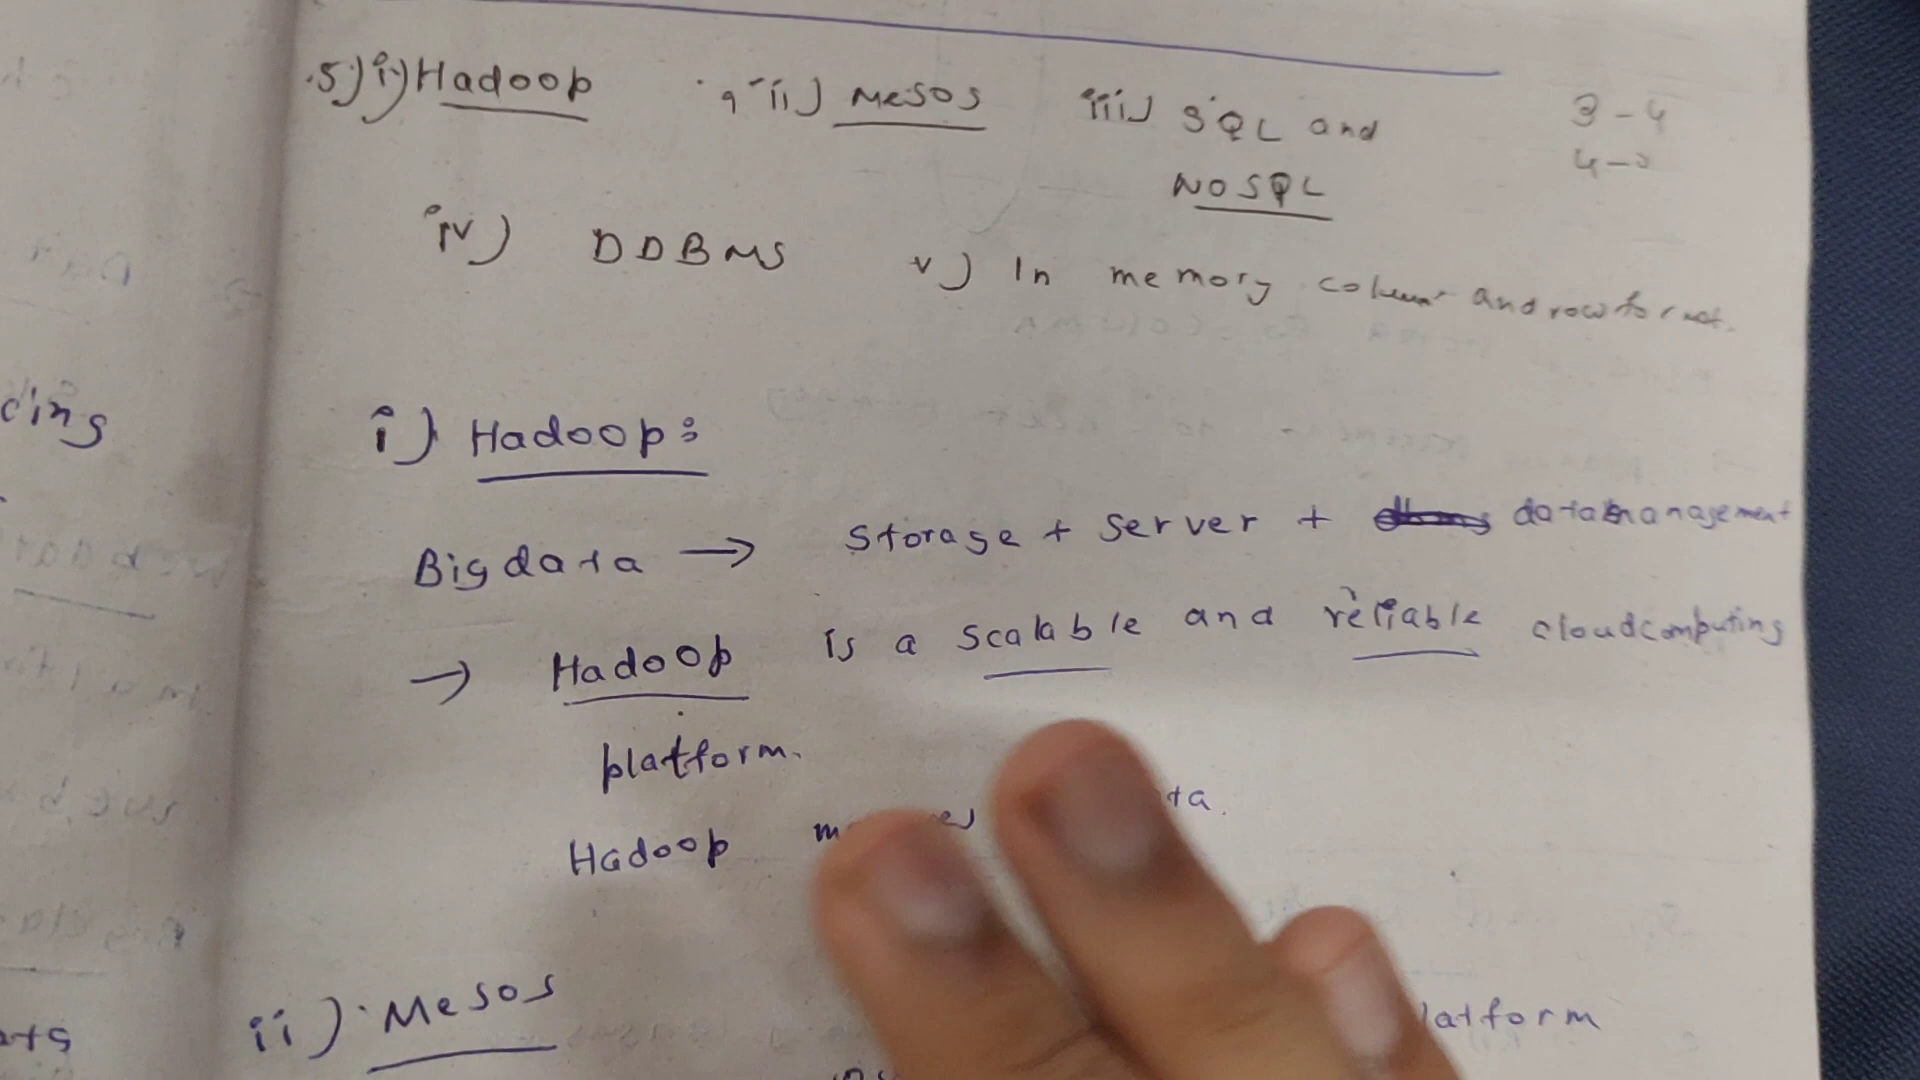 5) i) Hadoop ii) Mesos iii) SQL and
NOSQL
3-4
iv) DDBMS v) In memory column and row format.
i) Hadoop:
Bigdata → Storage + Server + datamanagement
→ Hadoop is a scalable and reliable cloudcomputing
platform.
Hadoop
ii) Mesos
cing